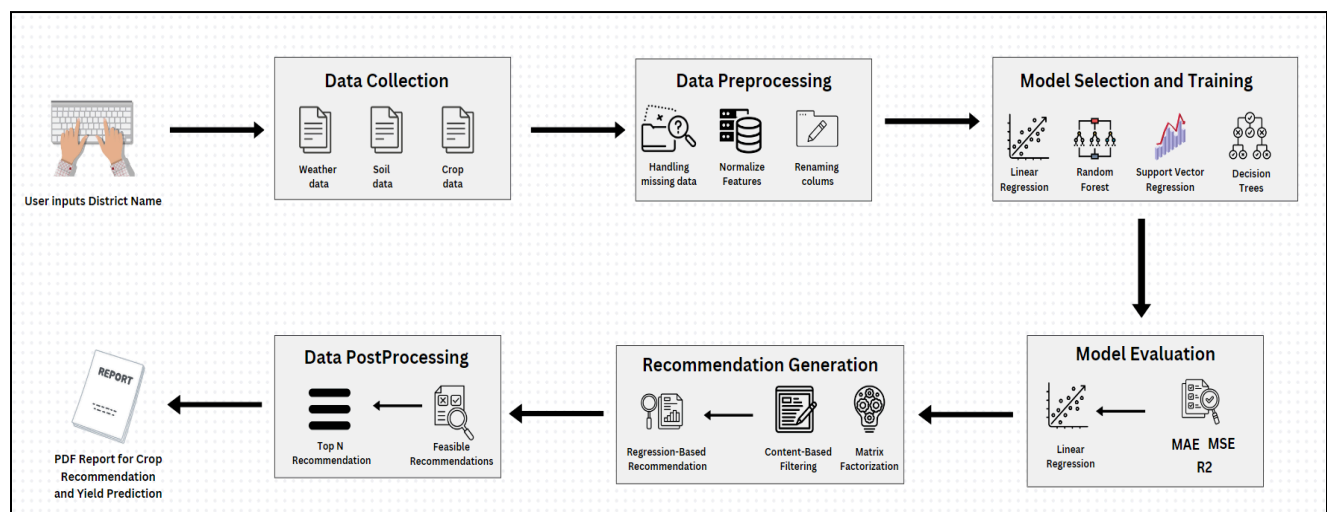 User inputs District Name
Data Collection
Weather
data
Soil
data
Crop
data
Data Preprocessing
Handling
missing data
Normalize
Features
Renaming
colums
Model Selection and Training
Linear
Regression
Random
Forest
Support Vector
Regression
Decision
Trees
Model Evaluation
Linear
Regression
MAE MSE
R2
Recommendation Generation
Regression-Based
Recommendation
Content-Based
Filtering
Matrix
Factorization
Data PostProcessing
Top N
Recommendation
Feasible
Recommendations
REPORT
PDF Report for Crop
Recommendation
and Yield Prediction